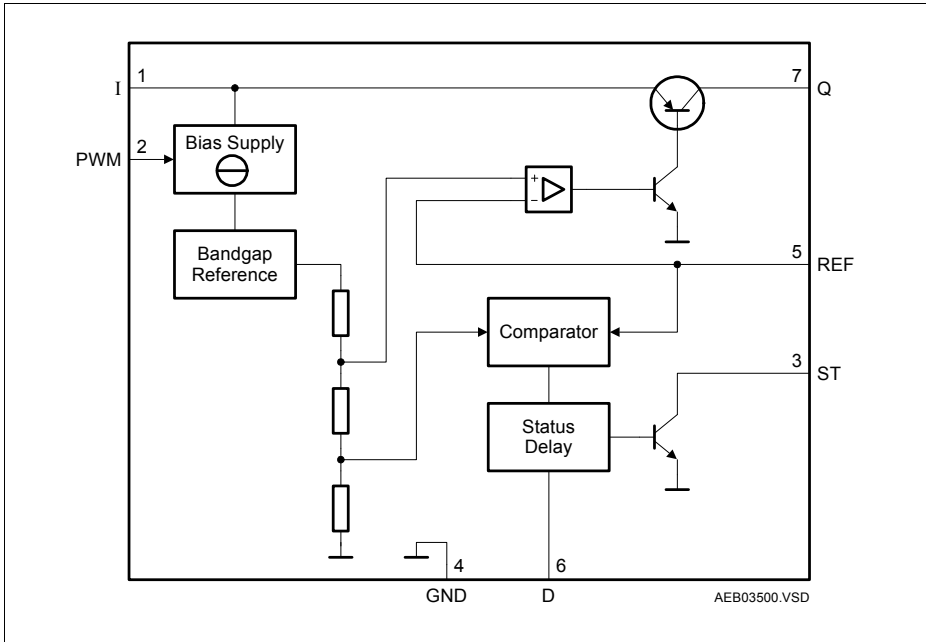 I
1
7
Q
PWM
2
Bias Supply
+
−
Bandgap
Reference
5
REF
Comparator
3
ST
Status
Delay
4
6
GND
D
AEB03500.VSD